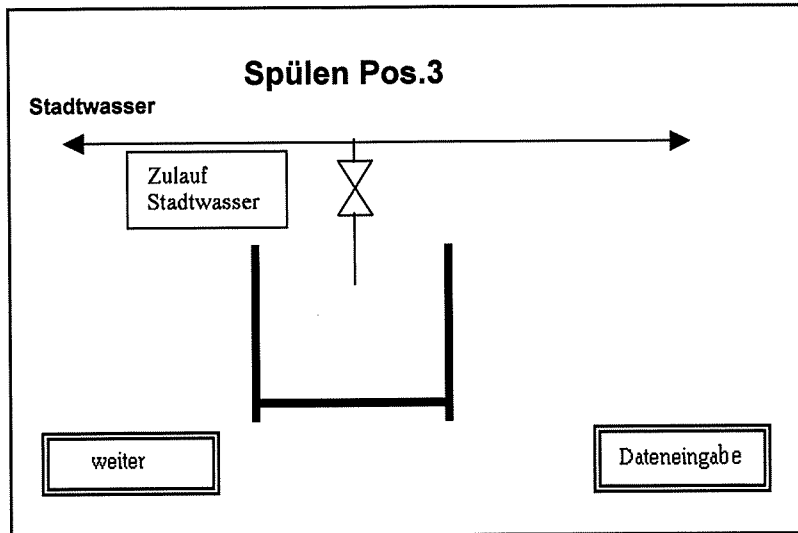 Spülen Pos.3
Stadtwasser
Zulauf
Stadtwasser
weiter
Dateneingabe